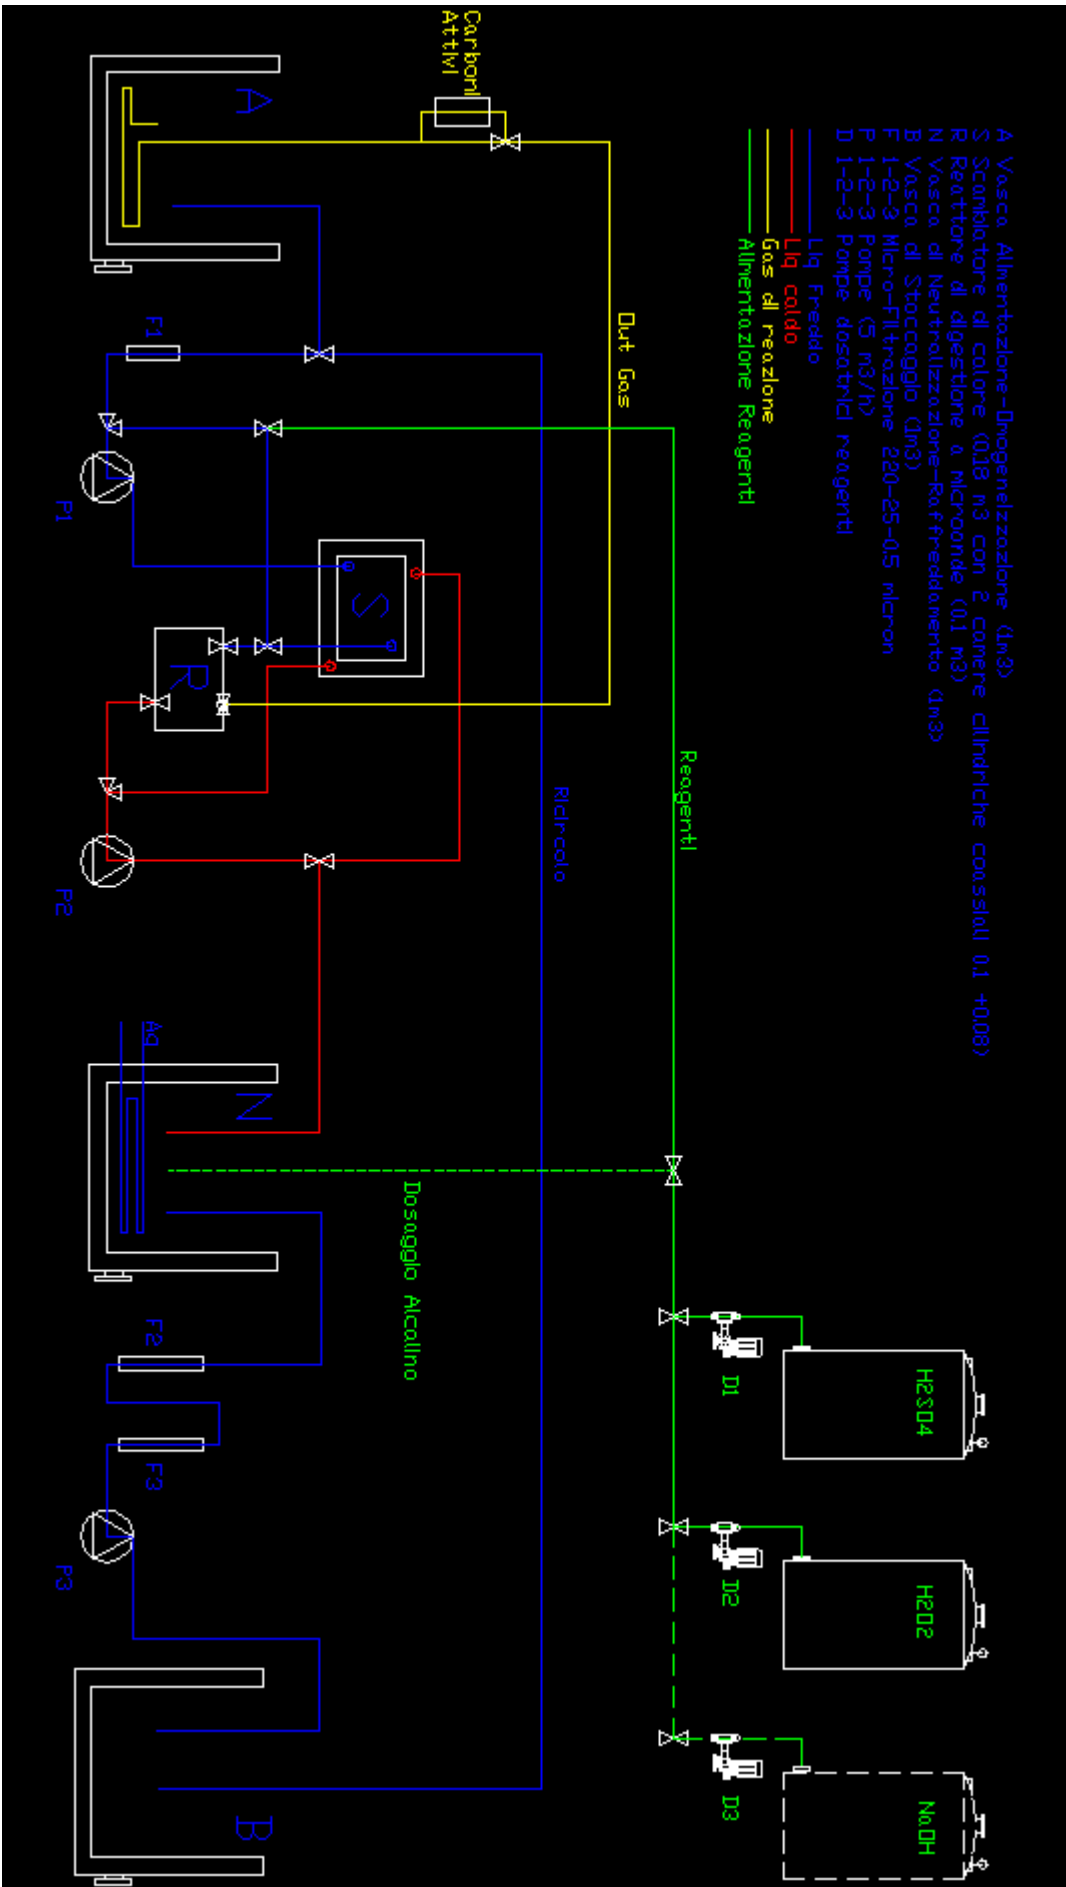 A Vasca Alimentazione-Omogeneizzazione (1m3)
S Scambiatore di calore (0.18 m3 con 2 camere cilindriche coassiali 0.1 +0.08)
R Reattore di digestione a microonde (0.1 m3)
N Vasca di Neutralizzazione-Raffreddamento (1m3)
B Vasca di Stoccaggio (1m3)
F 1-2-3 Micro-Filtrazione 220-25-0.5 micron
P 1-2-3 Pompe (5 m3/h)
D 1-2-3 Pompe dosatrici reagenti
Liq Freddo
Liq caldo
Gas di reazione
Alimentazione Reagenti
H2SO4
H2O2
NaOH
D1
D2
D3
Reagenti
Out Gas
Ricircolo
Carboni
Attivi
Dosaggio Alcalino
A
S
R
N
B
Aq
F1
F2
F3
P1
P2
P3